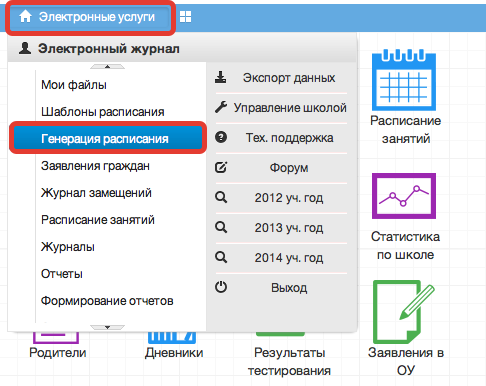 Электронные услуги
Электронный журнал
Мои файлы
Шаблоны расписания
Генерация расписания
Заявления граждан
Журнал замещений
Расписание занятий
Журналы
Отчеты
Формирование отчетов
Экспорт данных
Управление школой
Тех. поддержка
Форум
2012 уч. год
2013 уч. год
2014 уч. год
Выход
Расписание
занятий
Статистика
по школе
Родители
Дневники
Результаты
тестирования
Заявления в
ОУ